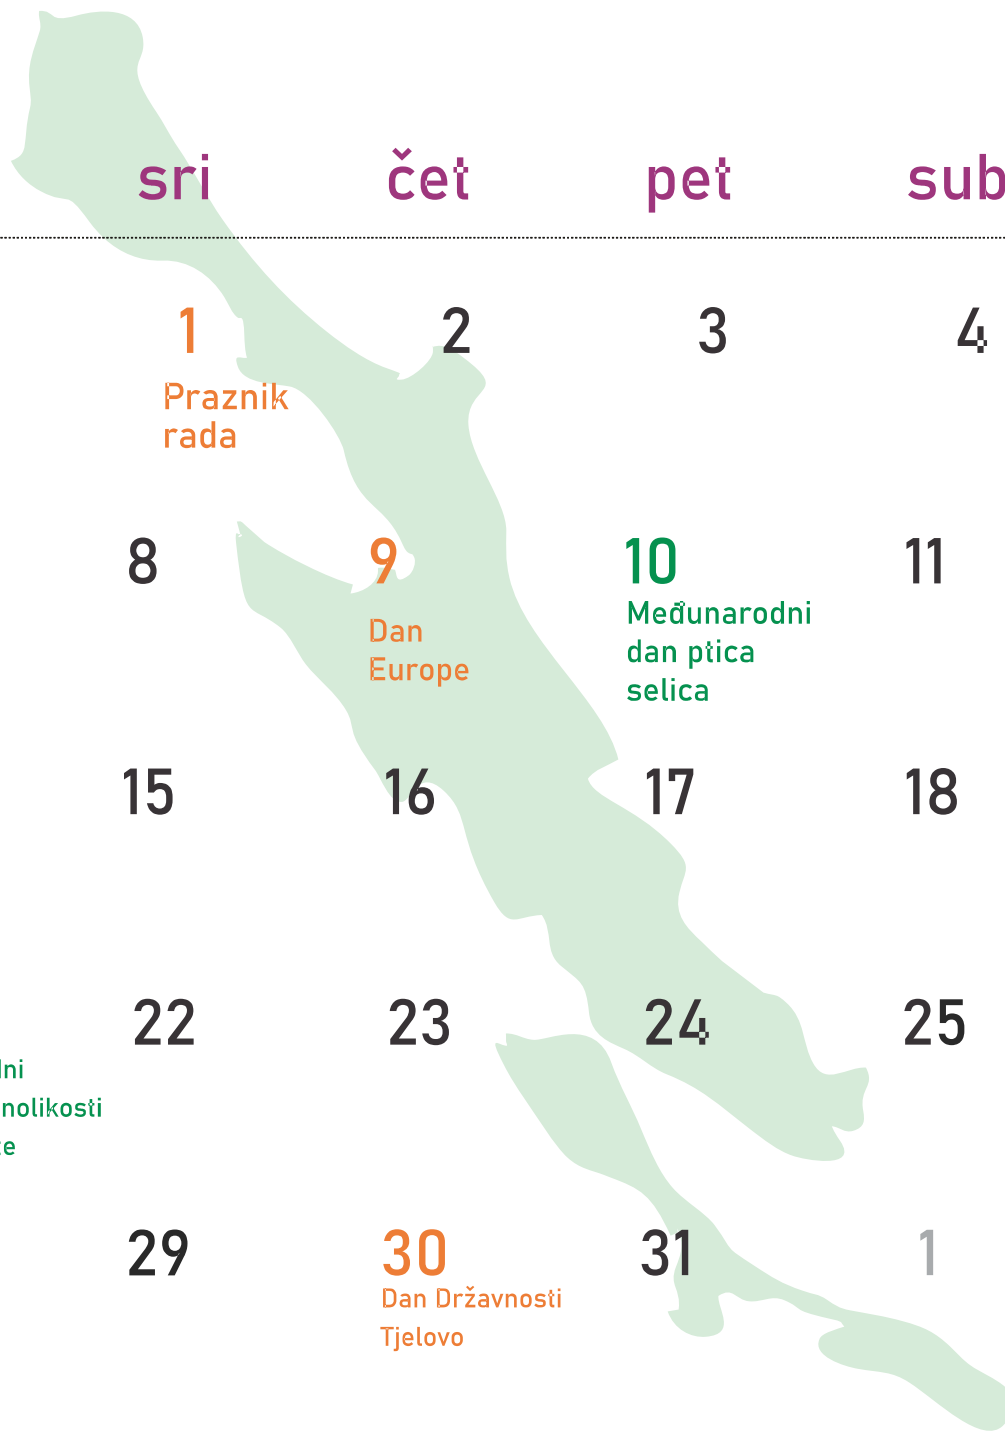 sri čet pet sub
1 2 3 4
Praznik
rada
8 9 10 11
Dan
Europe
Međunarodni
dan ptica
selica
15 16 17 18
22 23 24 25
29 30 31 1
Dan Državnosti
Tjelovo